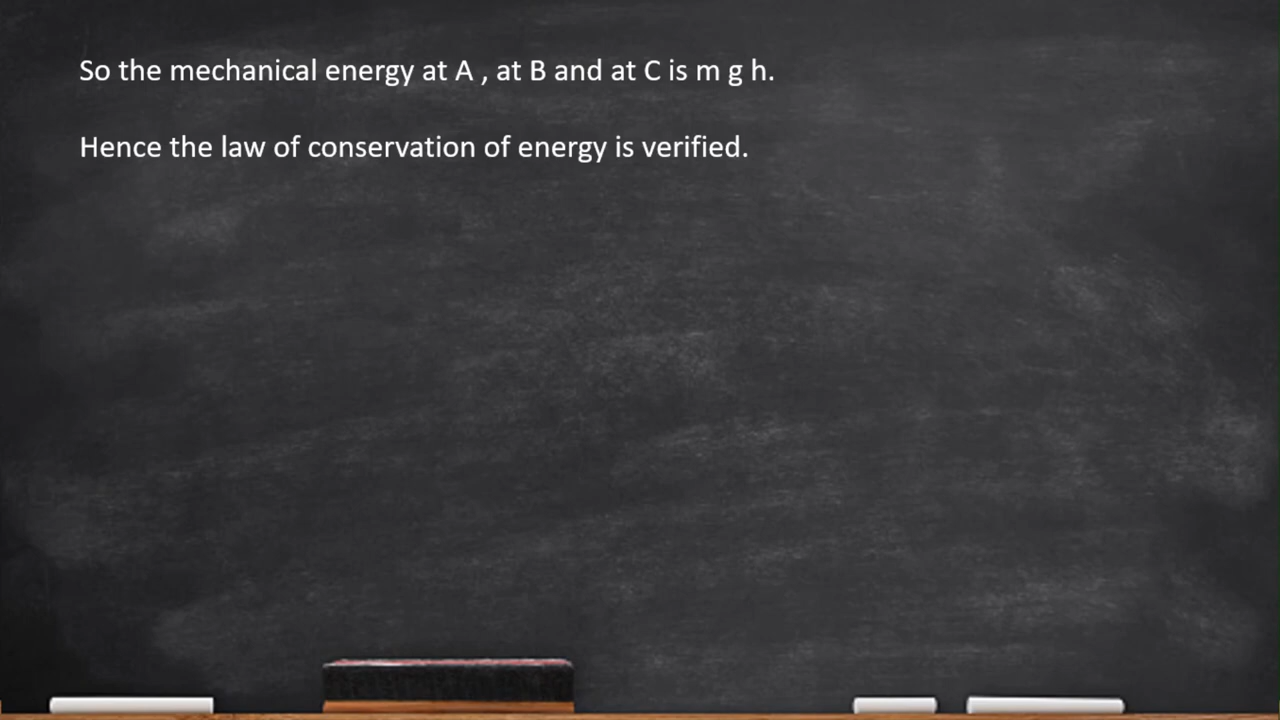 So the mechanical energy at A , at B and at C is m g h.
Hence the law of conservation of energy is verified.